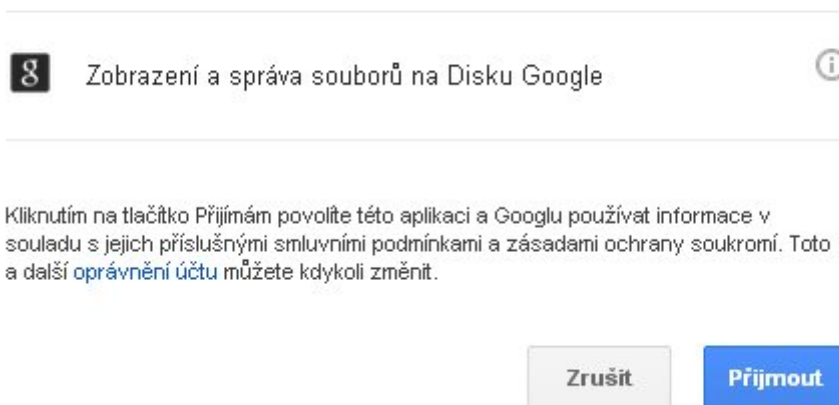 g
Zobrazení a správa souborů na Disku Google
Kliknutím na tlačítko Přijímám povolíte této aplikaci a Googlu používat informace v
souladu s jejich příslušnými smluvními podmínkami a zásadami ochrany soukromí. Toto
a další oprávnění účtu můžete kdykoli změnit.
Zrušit
Přijmout